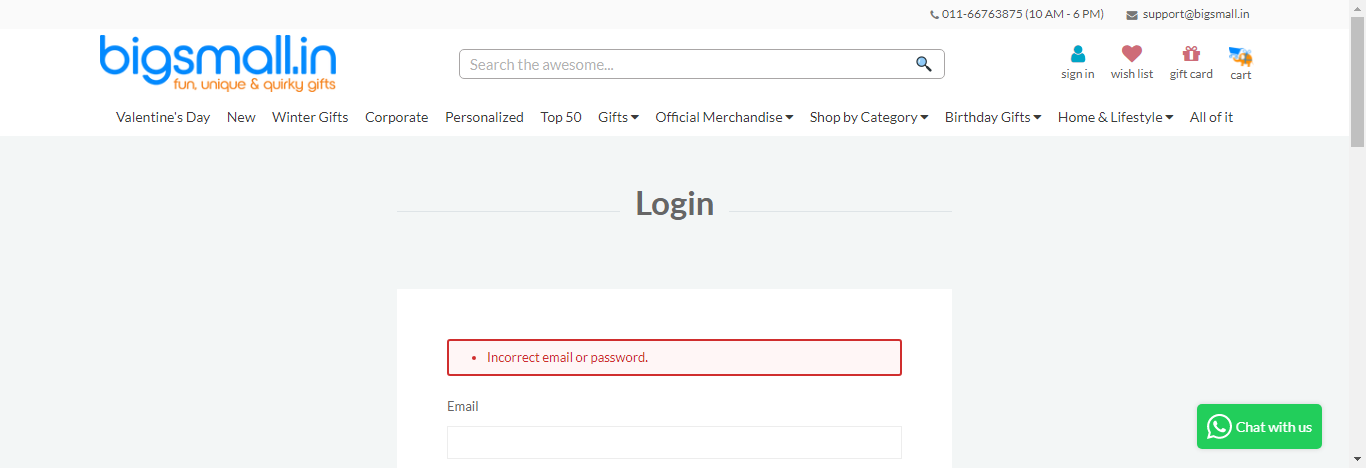 011-66763875 (10 AM - 6 PM) support@bigsmall.in
bigsmall.in
fun, unique & quirky gifts
Search the awesome...
sign in wish list gift card cart
Valentine's Day New Winter Gifts Corporate Personalized Top 50 Gifts Official Merchandise Shop by Category Birthday Gifts Home & Lifestyle All of it
Login
Incorrect email or password.
Email
Chat with us